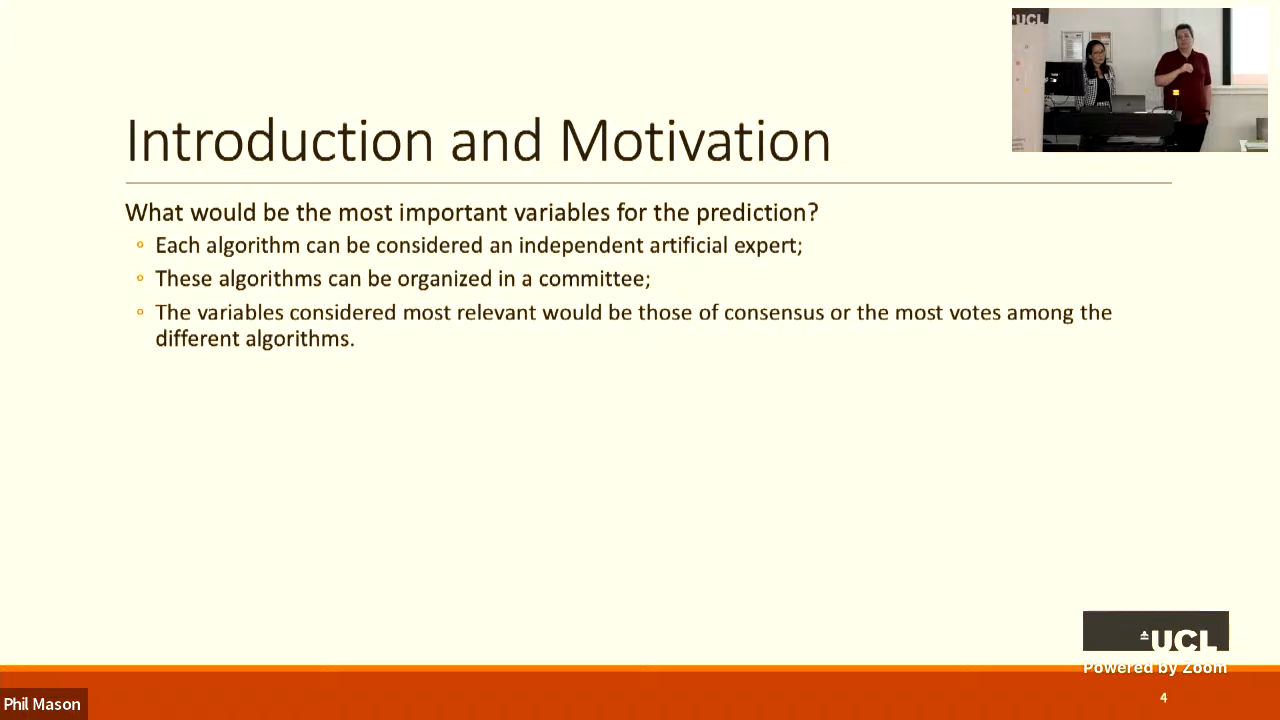 UCL
Introduction and Motivation
What would be the most important variables for the prediction?
Each algorithm can be considered an independent artificial expert;
These algorithms can be organized in a committee;
The variables considered most relevant would be those of consensus or the most votes among the
different algorithms.
UCL
Powered by Zoom
4
Phil Mason